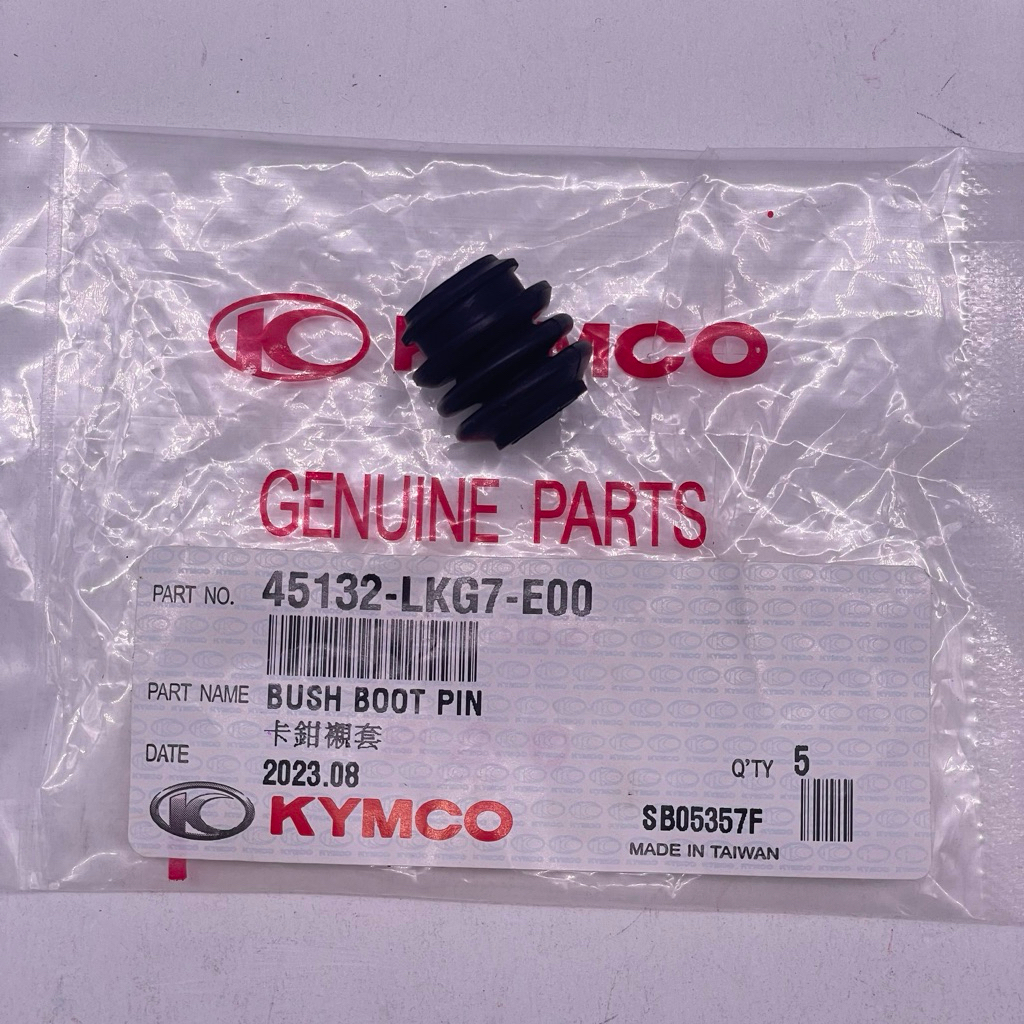 KYMCO
GENUINE PARTS
PART NO. 45132-LKG7-E00
PART NAME BUSH BOOT PIN
卡鉗襯套
DATE 2023.08
Q'TY 5
KYMCO
SB05357F
MADE IN TAIWAN